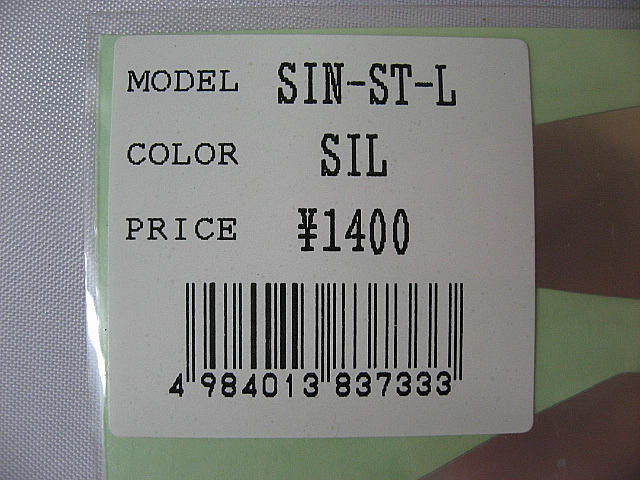 MODEL SIN-ST-L
COLOR SIL
PRICE ¥1400
4 984013 837333